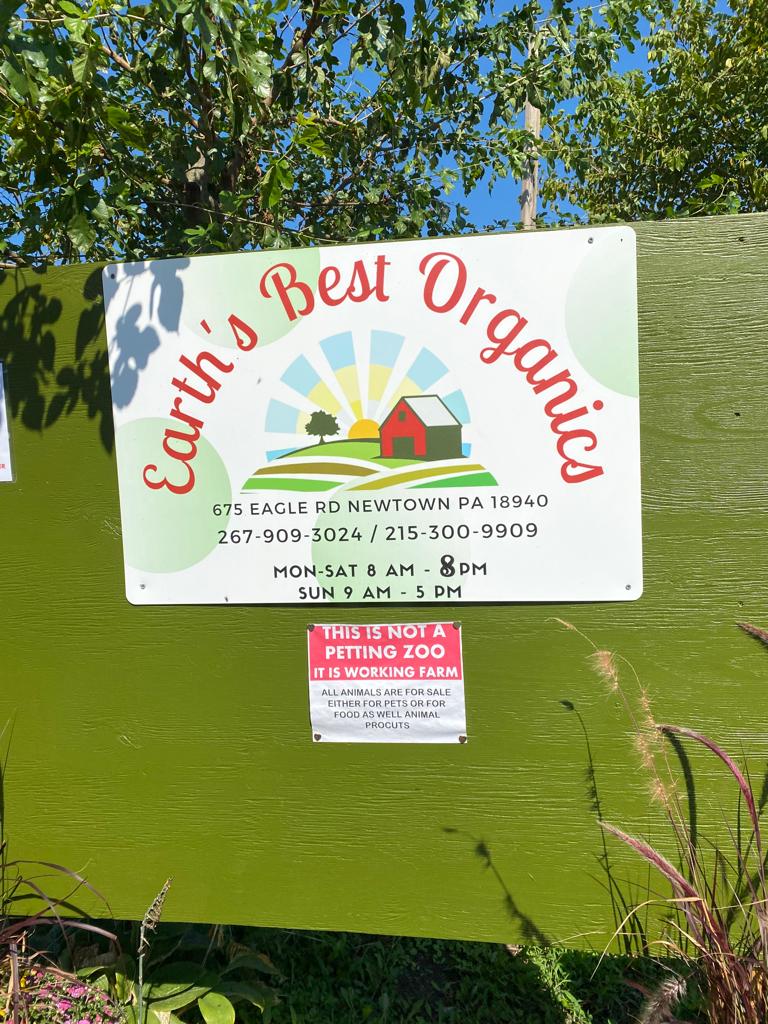 Earth's Best Organics
675 EAGLE RD NEWTOWN PA 18940
267-909-3024 / 215-300-9909
MON-SAT 8 AM - 8 PM
SUN 9 AM - 5 PM
THIS IS NOT A
PETTING ZOO
IT IS WORKING FARM
ALL ANIMALS ARE FOR SALE
EITHER FOR PETS OR FOR
FOOD AS WELL ANIMAL
PROCUTS